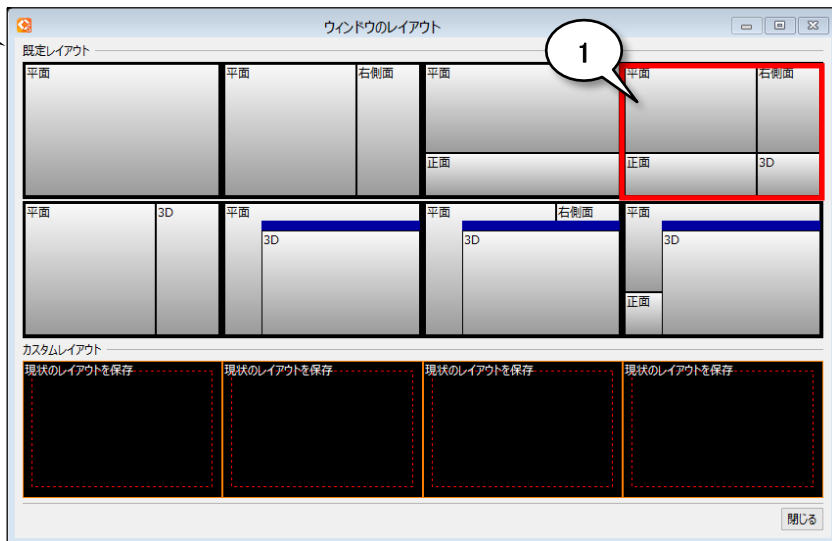 ウィンドウのレイアウト
既定レイアウト
1
平面
平面 右側面
平面
正面
平面 右側面
正面 3D
平面 3D
平面
3D
平面 右側面
3D
平面
3D
正面
カスタムレイアウト
現状のレイアウトを保存
現状のレイアウトを保存
現状のレイアウトを保存
現状のレイアウトを保存
閉じる